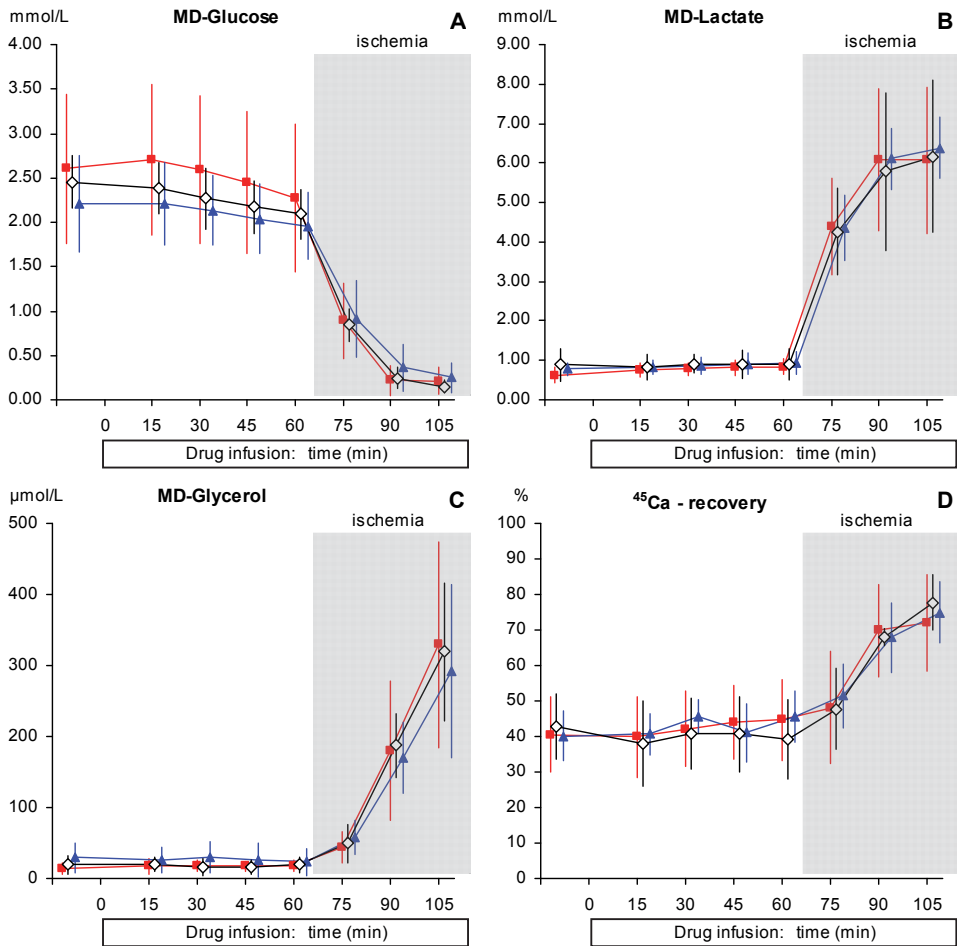 mmol/L MD-Glucose A
ischemia
4.00
3.50
3.00
2.50
2.00
1.50
1.00
0.50
0.00
0 15 30 45 60 75 90 105
Drug infusion: time (min)
mmol/L MD-Lactate B
ischemia
9.00
8.00
7.00
6.00
5.00
4.00
3.00
2.00
1.00
0.00
0 15 30 45 60 75 90 105
Drug infusion: time (min)
µmol/L MD-Glycerol C
ischemia
500
400
300
200
100
0
0 15 30 45 60 75 90 105
Drug infusion: time (min)
% ⁴⁵Ca - recovery D
ischemia
100
90
80
70
60
50
40
30
20
10
0
0 15 30 45 60 75 90 105
Drug infusion: time (min)